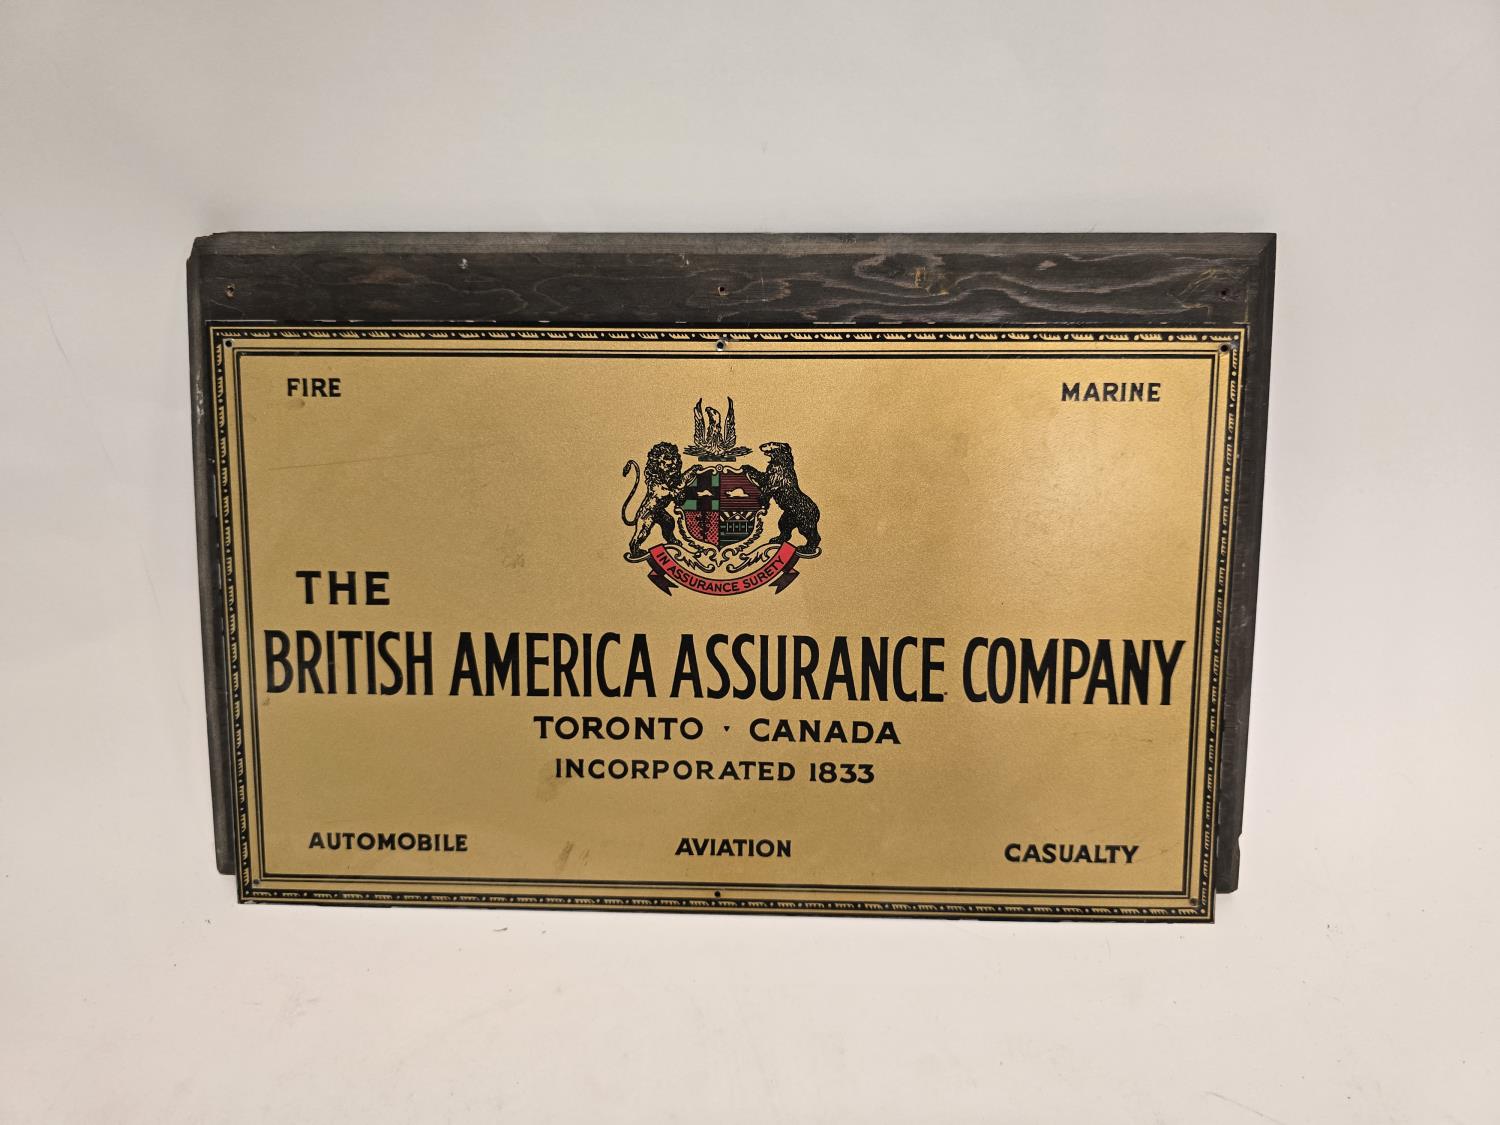 FIRE
MARINE
IN ASSURANCE SURETY
THE
BRITISH AMERICA ASSURANCE COMPANY
TORONTO · CANADA
INCORPORATED 1833
AUTOMOBILE
AVIATION
CASUALTY